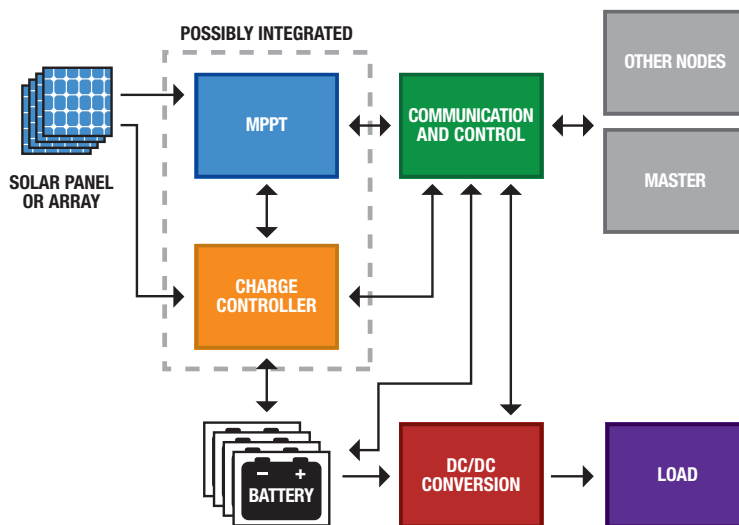 POSSIBLY INTEGRATED
SOLAR PANEL
OR ARRAY
MPPT
COMMUNICATION
AND CONTROL
OTHER NODES
MASTER
CHARGE
CONTROLLER
− +
BATTERY
DC/DC
CONVERSION
LOAD